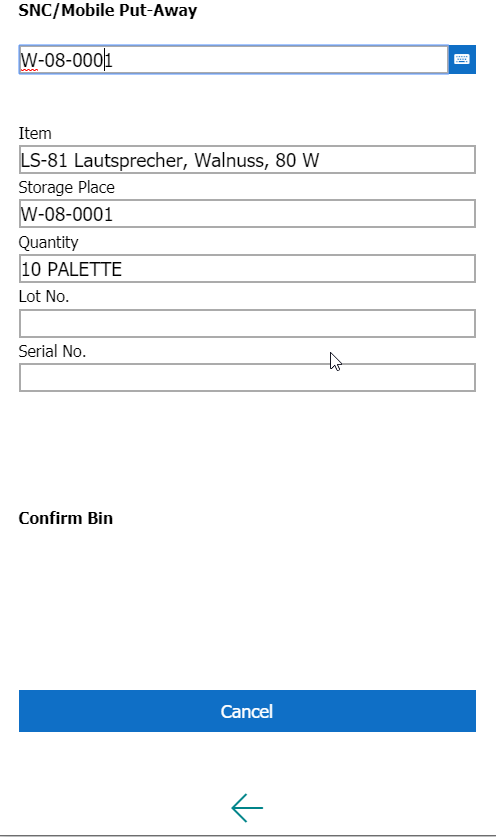 SNC/Mobile Put-Away
W-08-0001
Item
LS-81 Lautsprecher, Walnuss, 80 W
Storage Place
W-08-0001
Quantity
10 PALETTE
Lot No.
Serial No.
Confirm Bin
Cancel